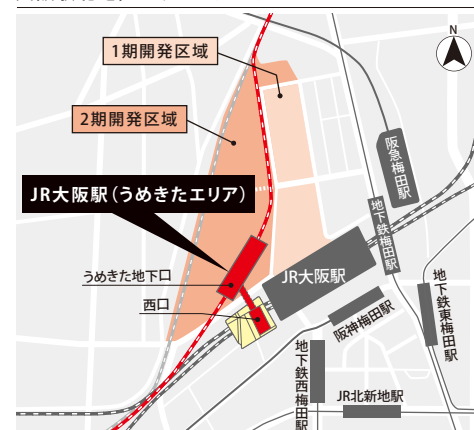 N
1期開発区域
2期開発区域
阪急梅田駅
JR大阪駅(うめきたエリア)
地下鉄梅田駅
うめきた地下口
JR大阪駅
西口
地下鉄東梅田駅
阪神梅田駅
地下鉄西梅田駅
JR北新地駅